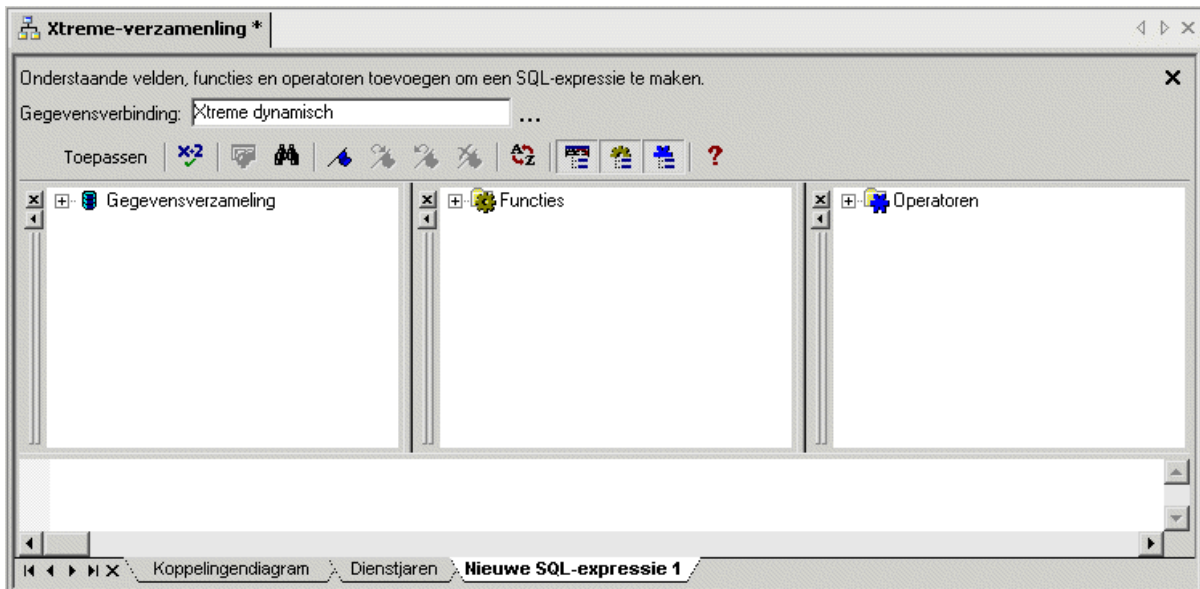 Xtreme-verzamenling *
Onderstaande velden, functies en operatoren toevoegen om een SQL-expressie te maken.
Gegevensverbinding: Xtreme dynamisch ...
Toepassen
Gegevensverzameling
Functies
Operatoren
Koppelingendiagram Dienstjaren Nieuwe SQL-expressie 1